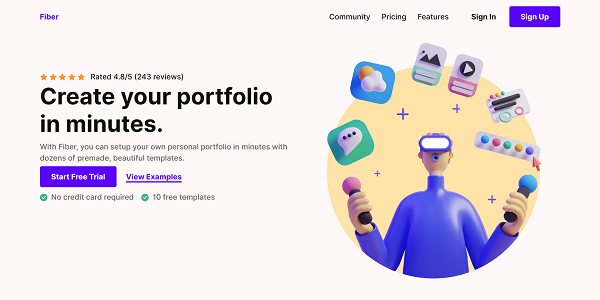 Fiber
Community Pricing Features Sign In Sign Up
Rated 4.8/5 (243 reviews)
Create your portfolio
in minutes.
With Fiber, you can setup your own personal portfolio in minutes with
dozens of premade, beautiful templates.
Start Free Trial View Examples
No credit card required 10 free templates